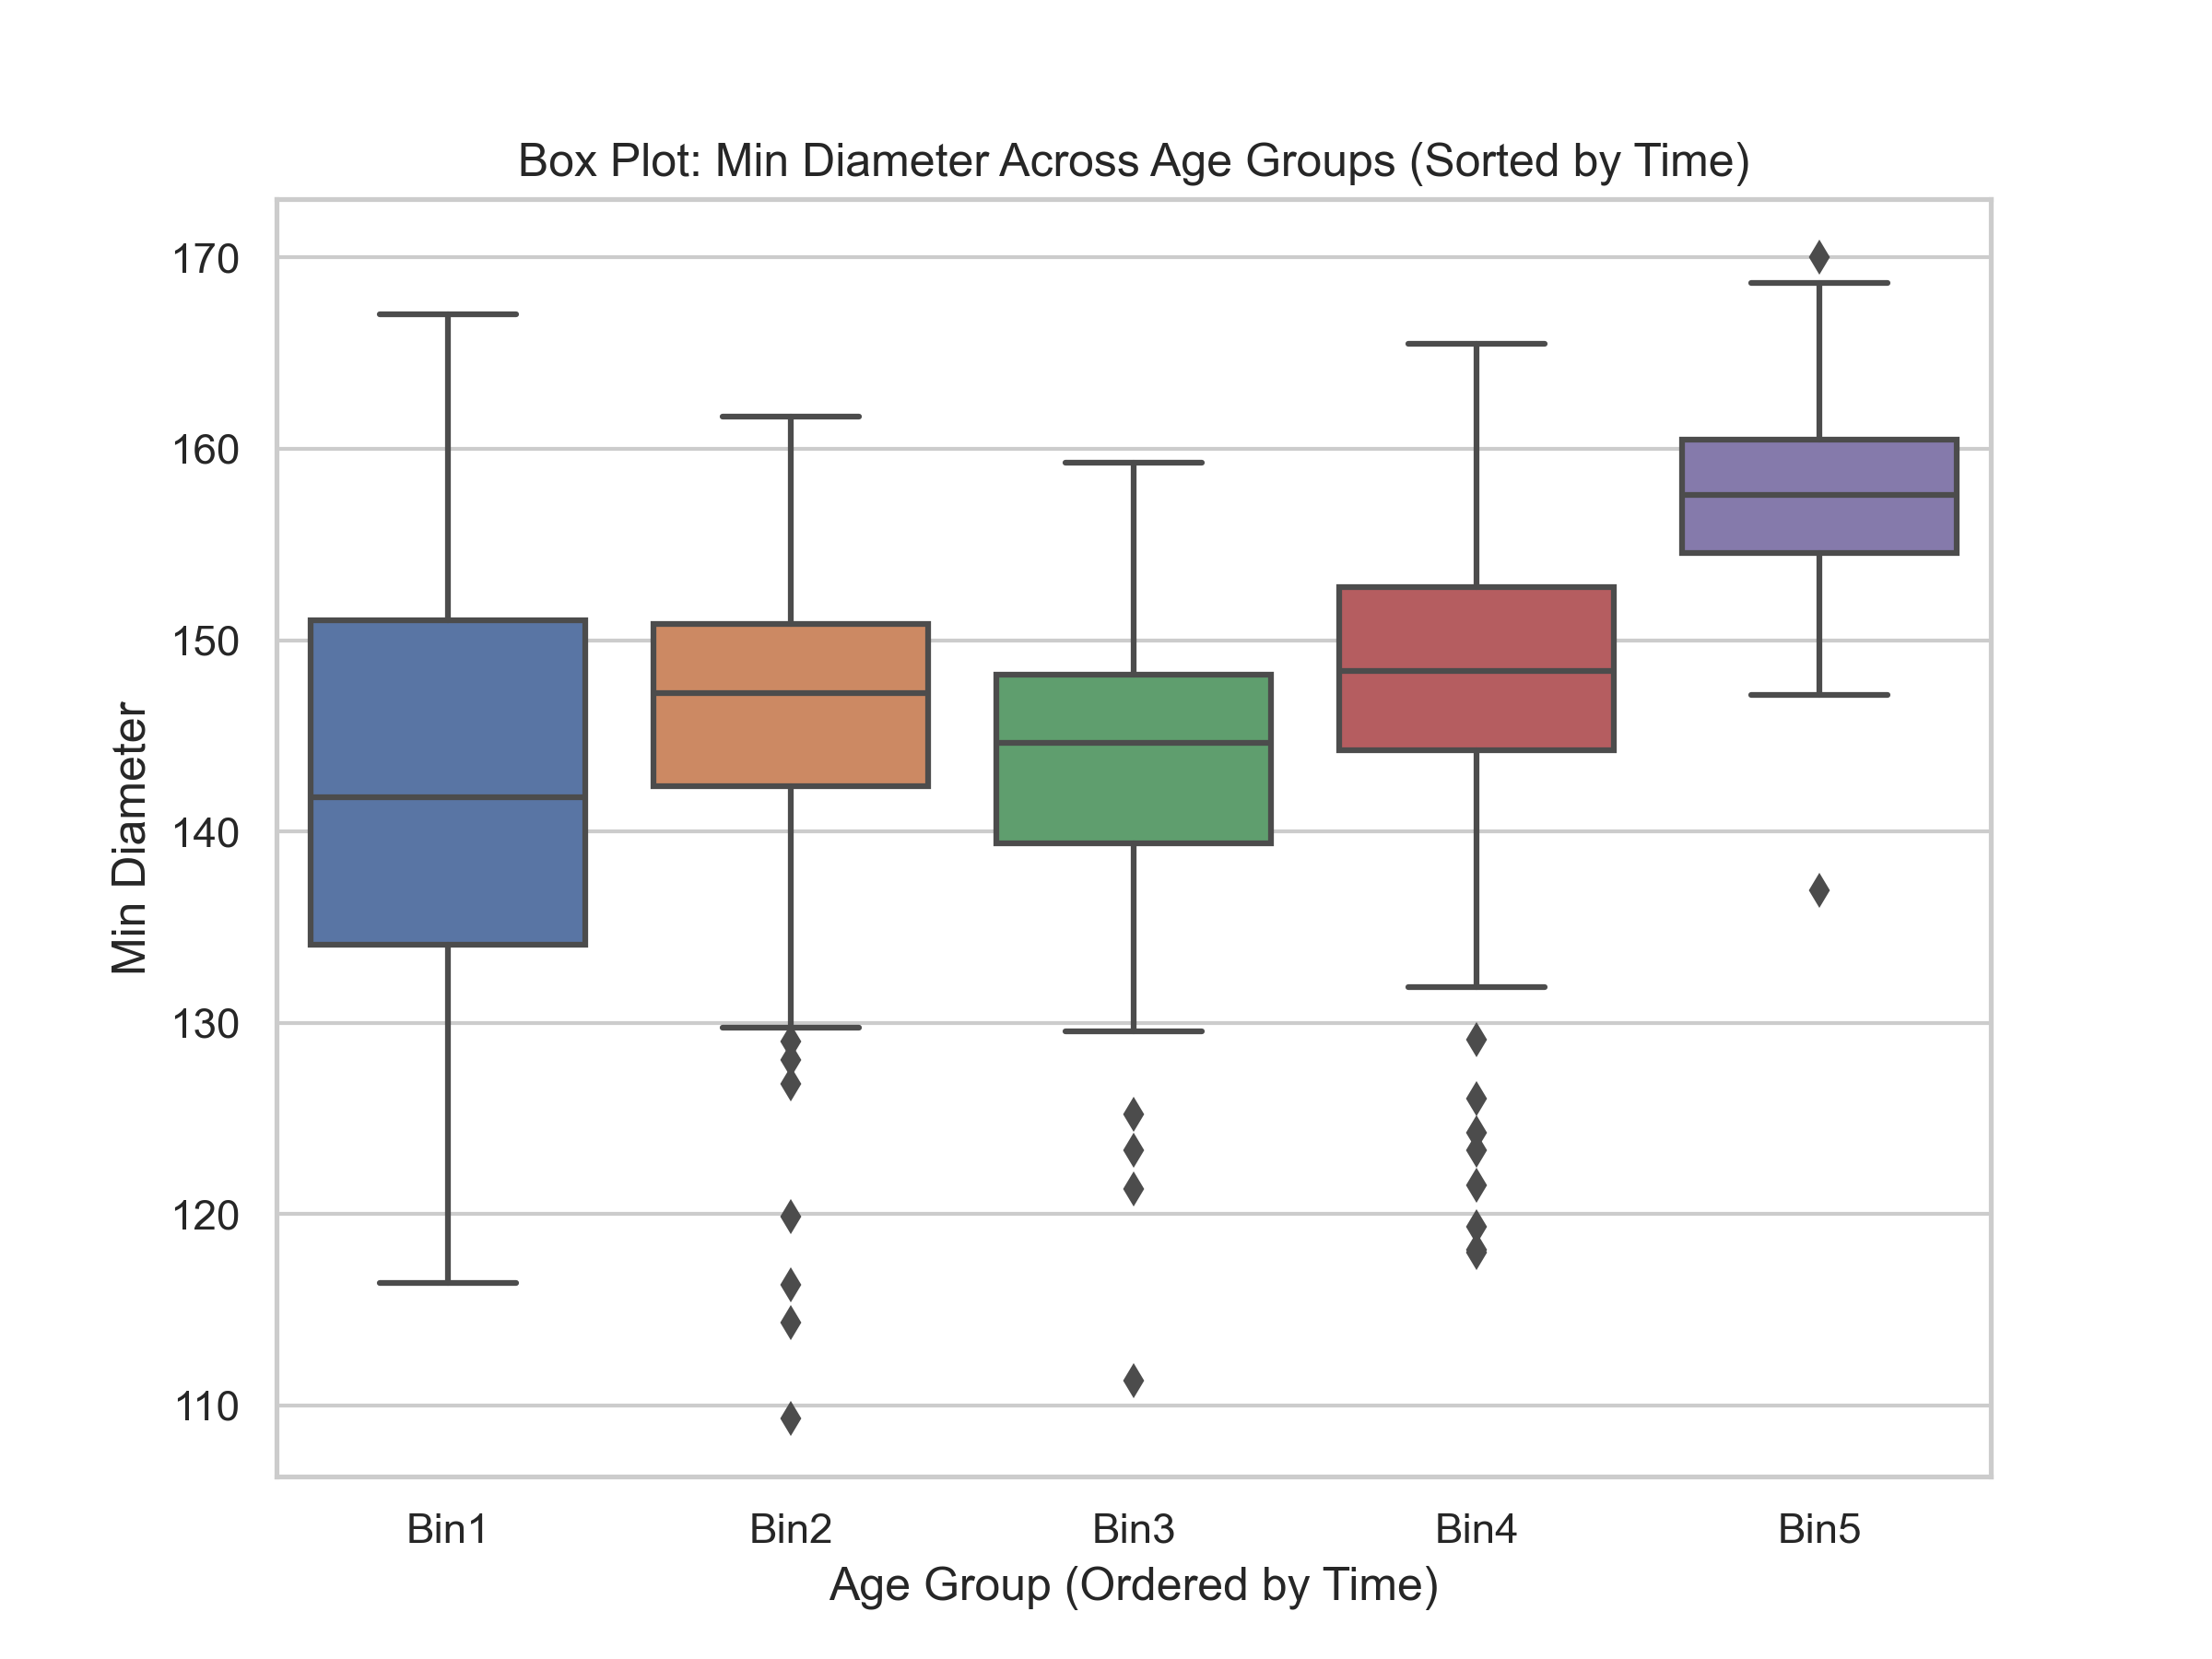 Box Plot: Min Diameter Across Age Groups (Sorted by Time)
170
160
150
140
130
120
110
Min Diameter
Bin1 Bin2 Bin3 Bin4 Bin5
Age Group (Ordered by Time)